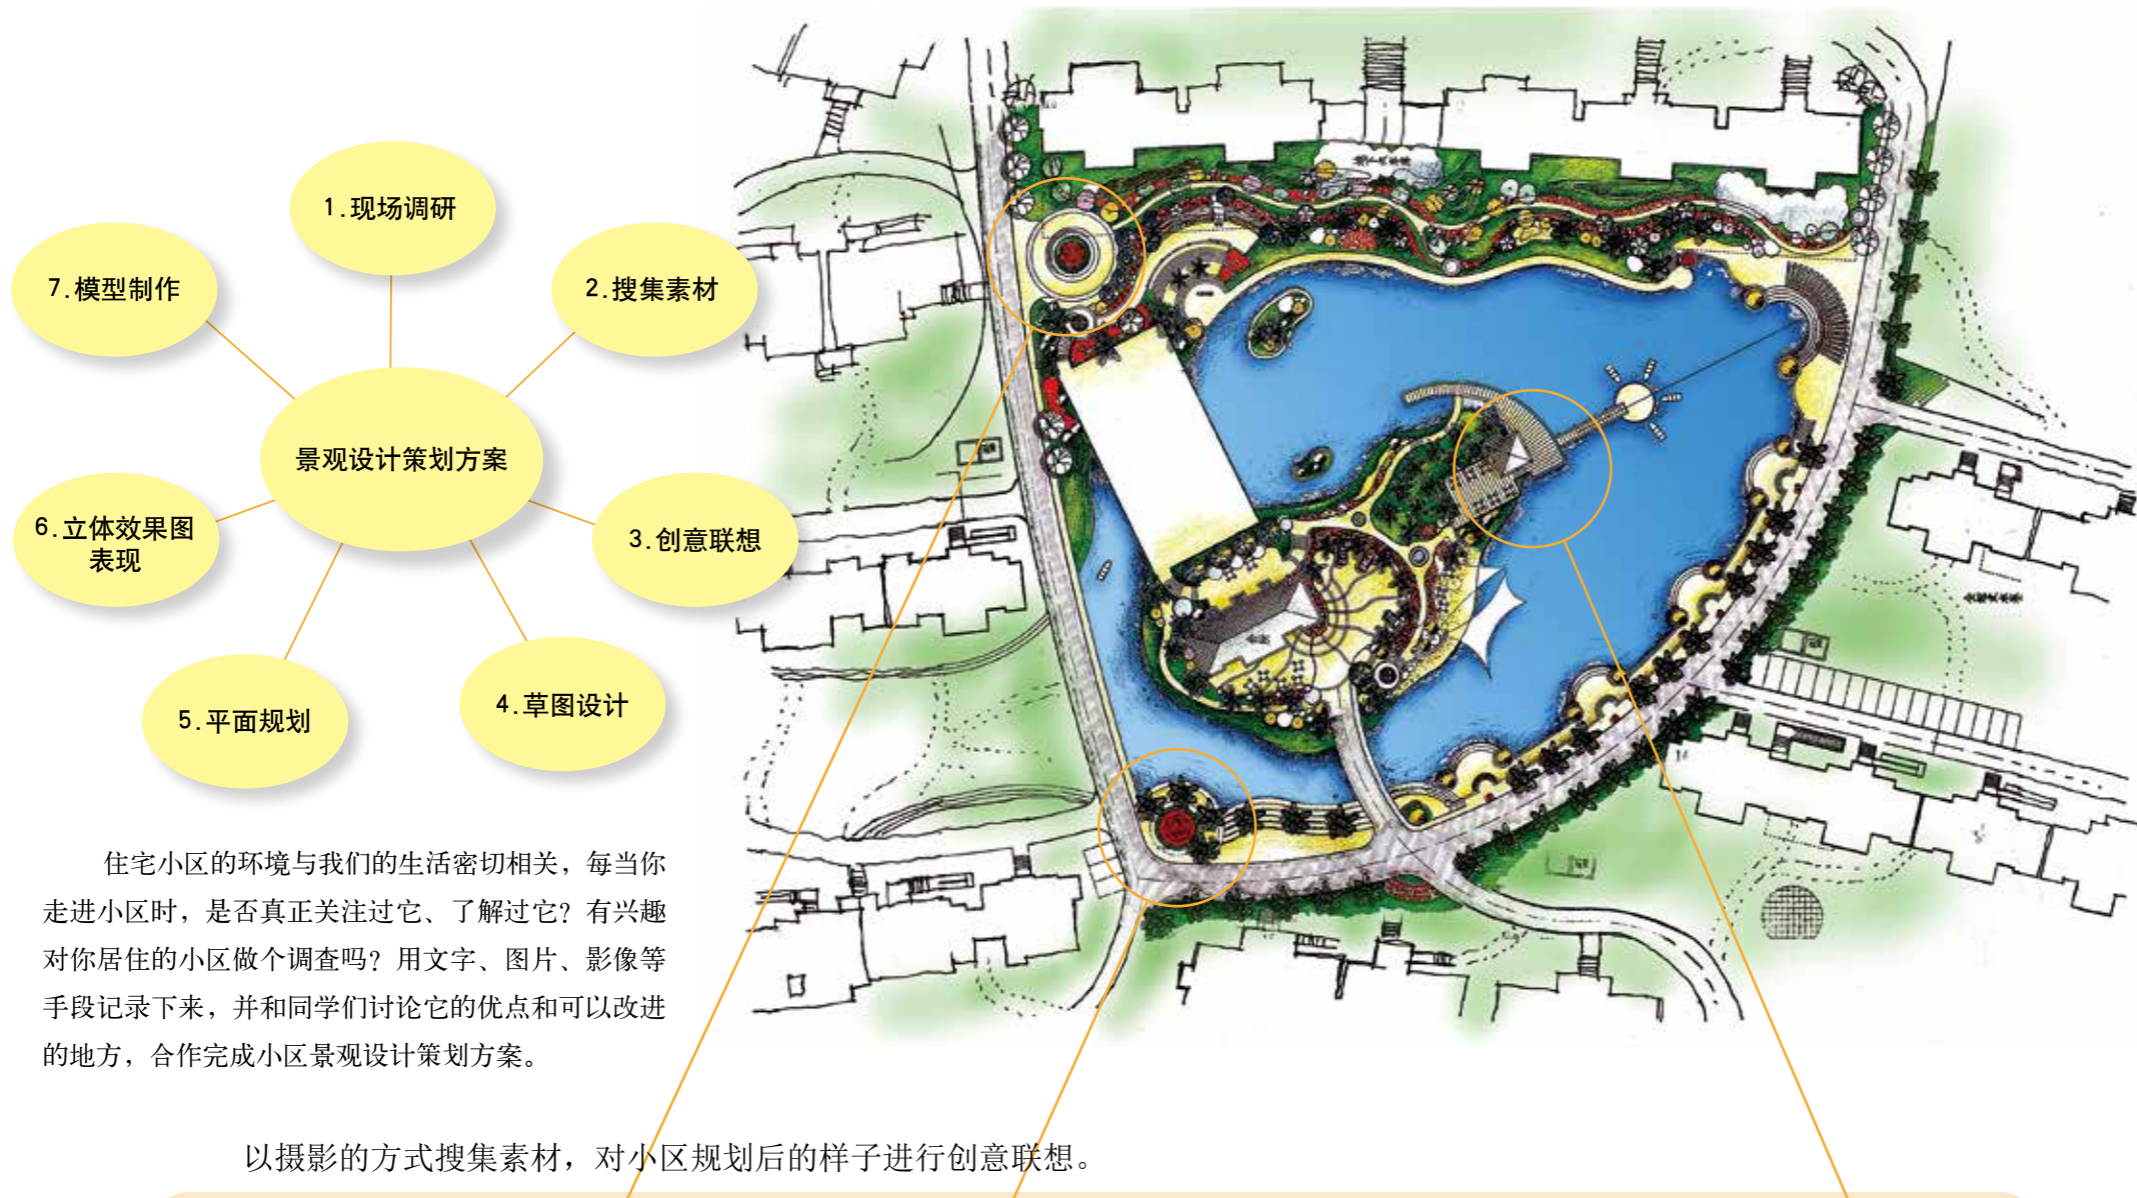 1.现场调研
2.搜集素材
3.创意联想
4.草图设计
5.平面规划
6.立体效果图
表现
7.模型制作
景观设计策划方案
住宅小区的环境与我们的生活密切相关，每当你
走进小区时，是否真正关注过它、了解过它？有兴趣
对你居住的小区做个调查吗？用文字、图片、影像等
手段记录下来，并和同学们讨论它的优点和可以改进
的地方，合作完成小区景观设计策划方案。
以摄影的方式搜集素材，对小区规划后的样子进行创意联想。